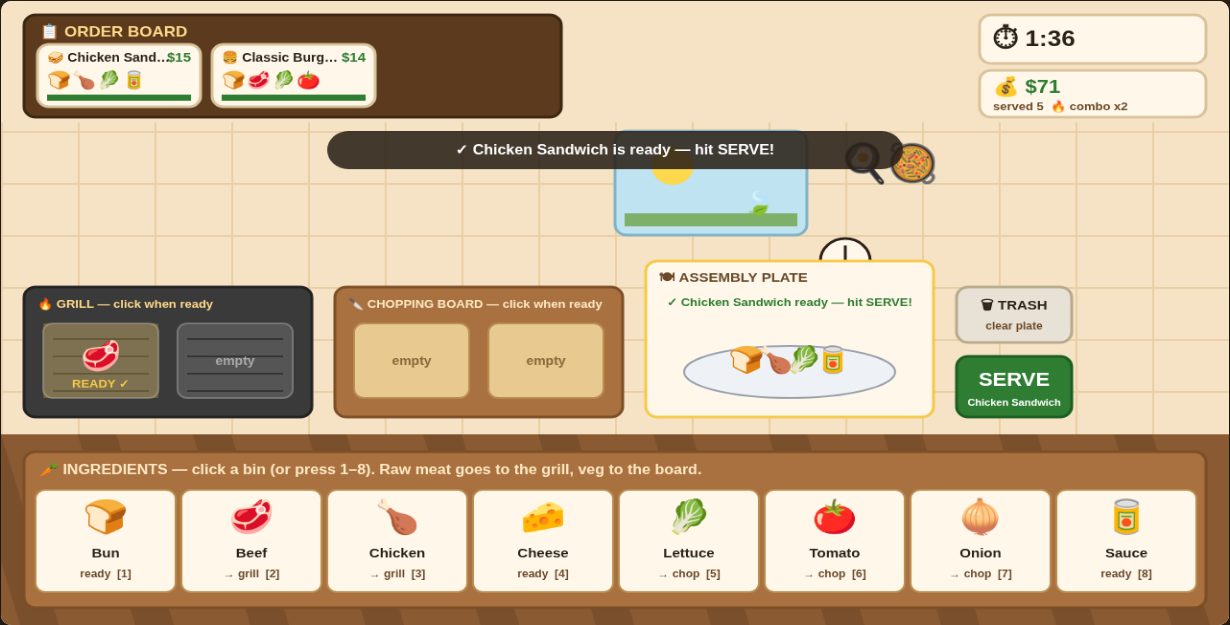 ORDER BOARD
Chicken Sand... $15
Classic Burg... $14
1:36
$71
served 5 combo x2
✓ Chicken Sandwich is ready — hit SERVE!
GRILL — click when ready
READY ✓
empty
CHOPPING BOARD — click when ready
empty
empty
ASSEMBLY PLATE
✓ Chicken Sandwich ready — hit SERVE!
TRASH
clear plate
SERVE
Chicken Sandwich
INGREDIENTS — click a bin (or press 1–8). Raw meat goes to the grill, veg to the board.
Bun
ready [1]
Beef
→ grill [2]
Chicken
→ grill [3]
Cheese
ready [4]
Lettuce
→ chop [5]
Tomato
→ chop [6]
Onion
→ chop [7]
Sauce
ready [8]